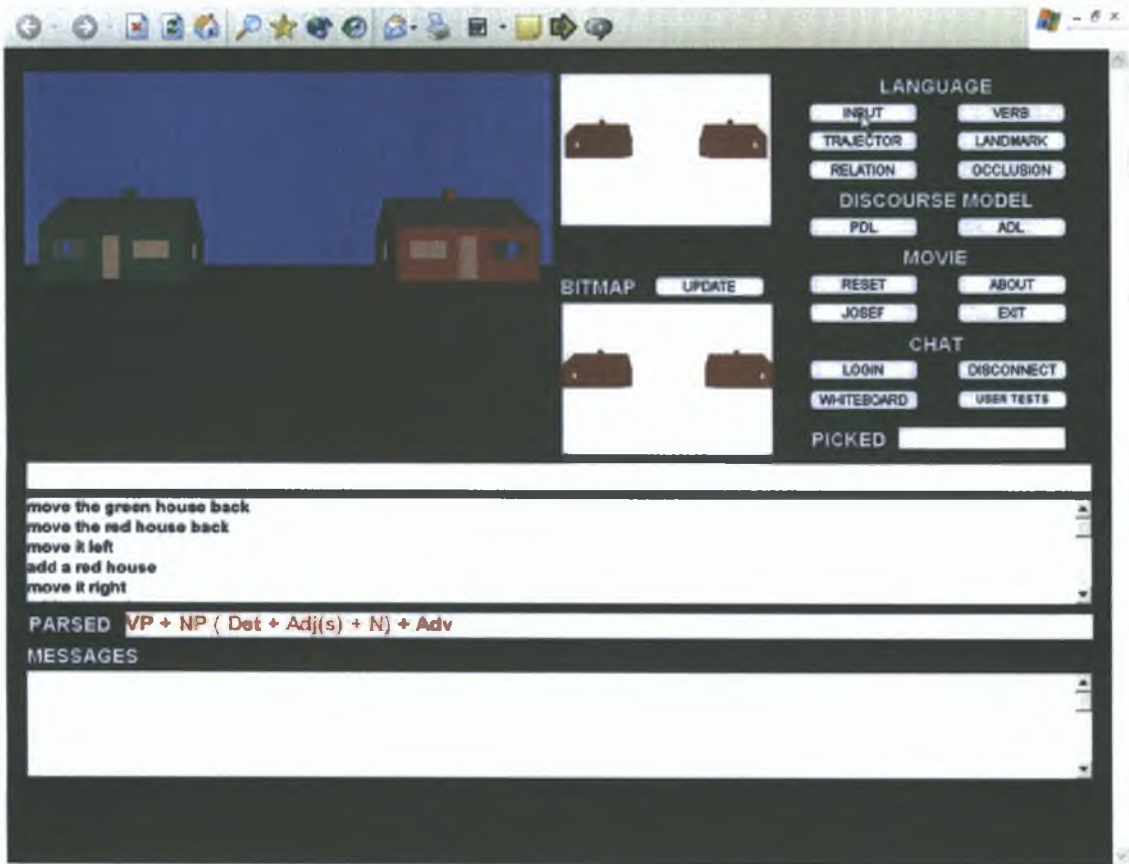 LANGUAGE
INPUT VERB
TRAJECTOR LANDMARK
RELATION OCCLUSION
DISCOURSE MODEL
PDL ADL
MOVIE
BITMAP UPDATE
RESET ABOUT
JOSEF EXIT
CHAT
LOGIN DISCONNECT
WHITEBOARD USER TESTS
PICKED
move the green house back
move the red house back
move it left
add a red house
move it right
PARSED VP + NP ( Det + Adj(s) + N) + Adv
MESSAGES